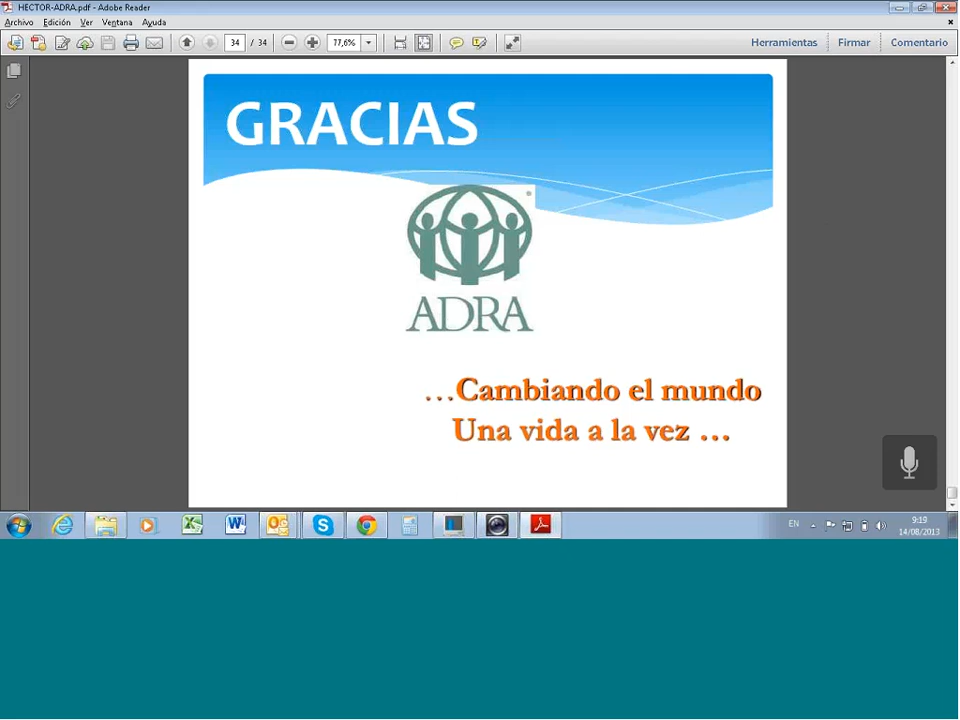 HECTOR-ADRA.pdf - Adobe Reader
Archivo Edición Ver Ventana Ayuda
34 / 34 77,6% Herramientas Firmar Comentario
GRACIAS
ADRA
...Cambiando el mundo
Una vida a la vez ...
EN 9:19
14/08/2013